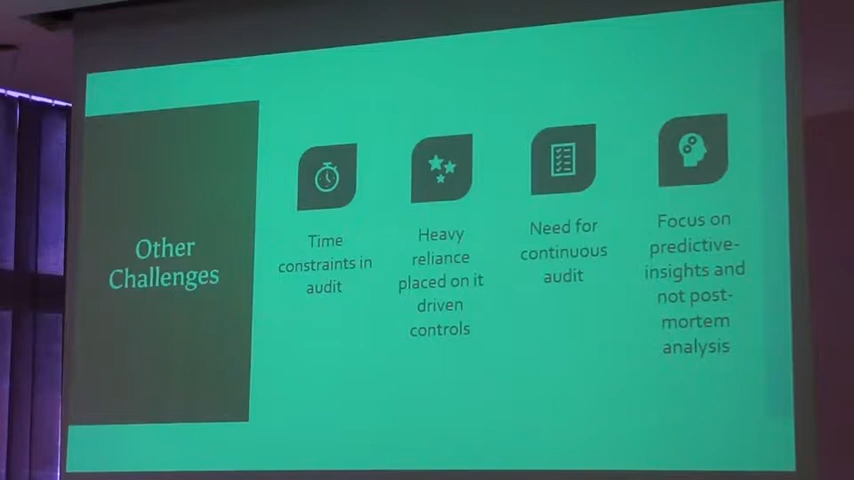 Other
Challenges
Time
constraints in
audit
Heavy
reliance
placed on it
driven
controls
Need for
continuous
audit
Focus on
predictive-
insights and
not post-
mortem
analysis